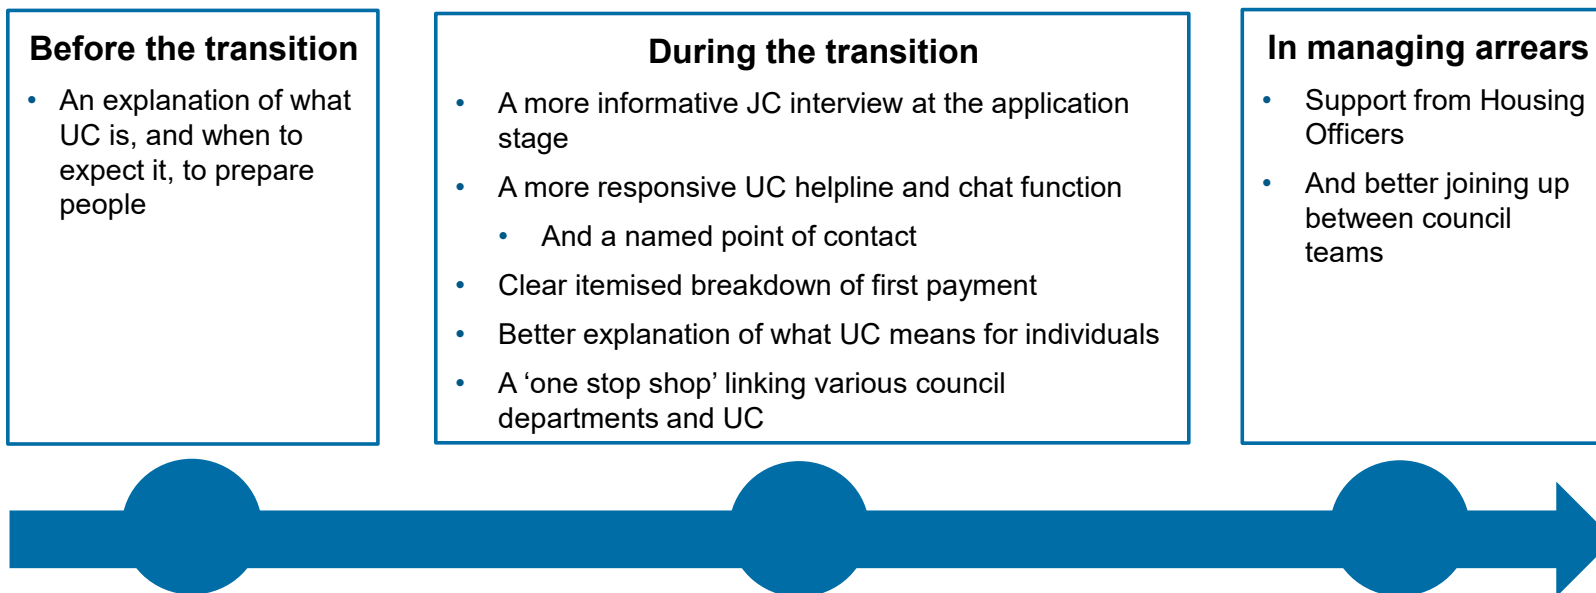 Before the transition
• An explanation of what
UC is, and when to
expect it, to prepare
people
During the transition
• A more informative JC interview at the application
stage
• A more responsive UC helpline and chat function
• And a named point of contact
• Clear itemised breakdown of first payment
• Better explanation of what UC means for individuals
• A ‘one stop shop’ linking various council
departments and UC
In managing arrears
• Support from Housing
Officers
• And better joining up
between council
teams